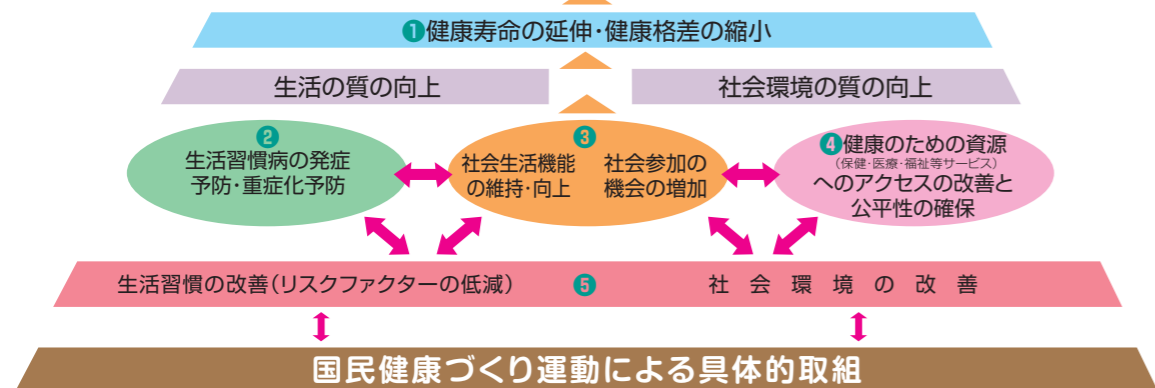 ❶健康寿命の延伸・健康格差の縮小
生活の質の向上
社会環境の質の向上
❷
生活習慣病の発症
予防・重症化予防
❸
社会生活機能
の維持・向上
社会参加の
機会の増加
❹健康のための資源
(保健・医療・福祉等サービス)
へのアクセスの改善と
公平性の確保
生活習慣の改善(リスクファクターの低減)
❺
社会環境の改善
国民健康づくり運動による具体的取組